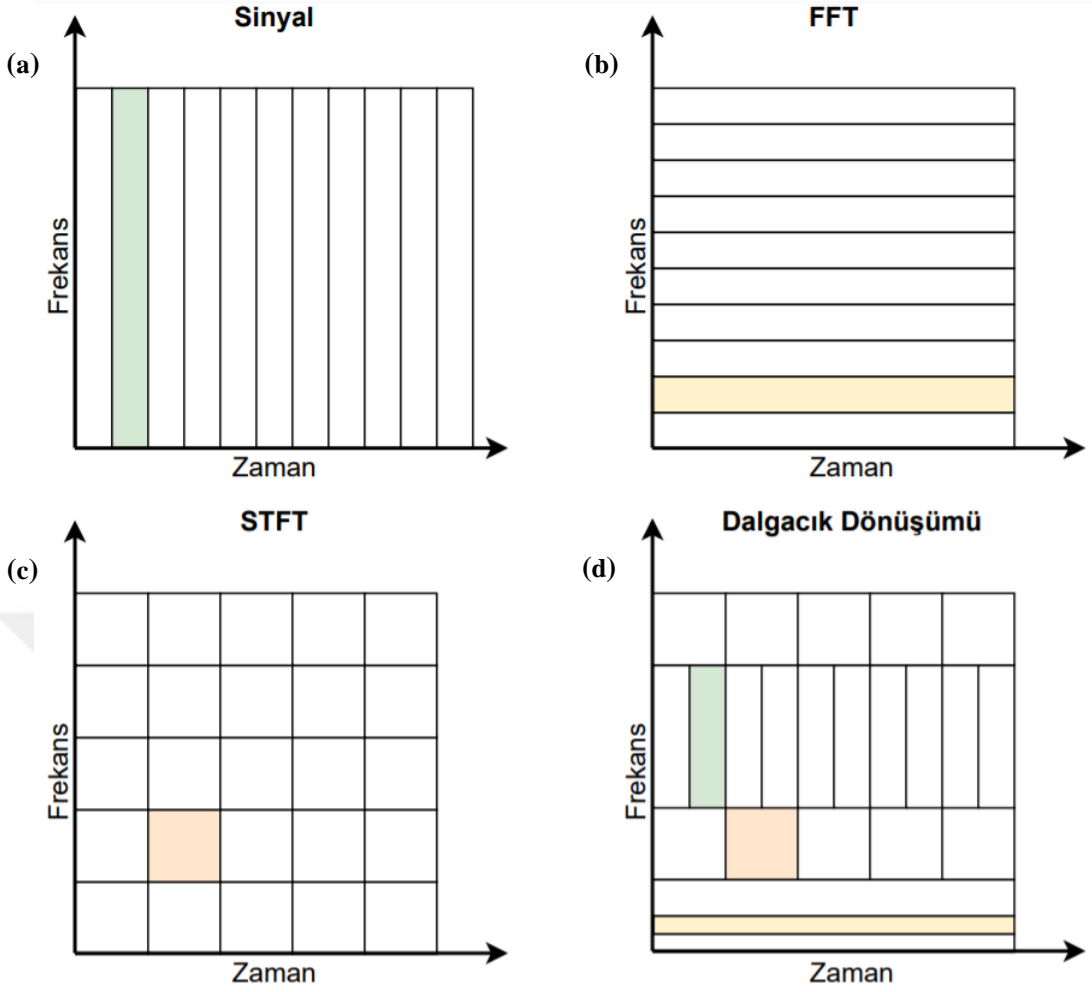 Sinyal
(a)
Frekans
Zaman
FFT
(b)
Frekans
Zaman
STFT
(c)
Frekans
Zaman
Dalgacık Dönüşümü
(d)
Frekans
Zaman